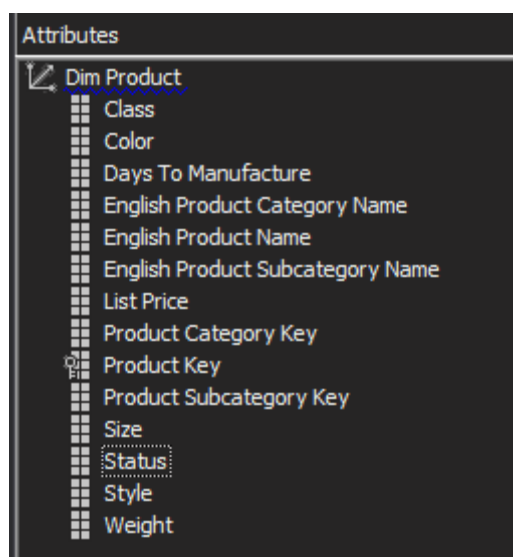 Attributes
Dim Product
Class
Color
Days To Manufacture
English Product Category Name
English Product Name
English Product Subcategory Name
List Price
Product Category Key
Product Key
Product Subcategory Key
Size
Status
Style
Weight